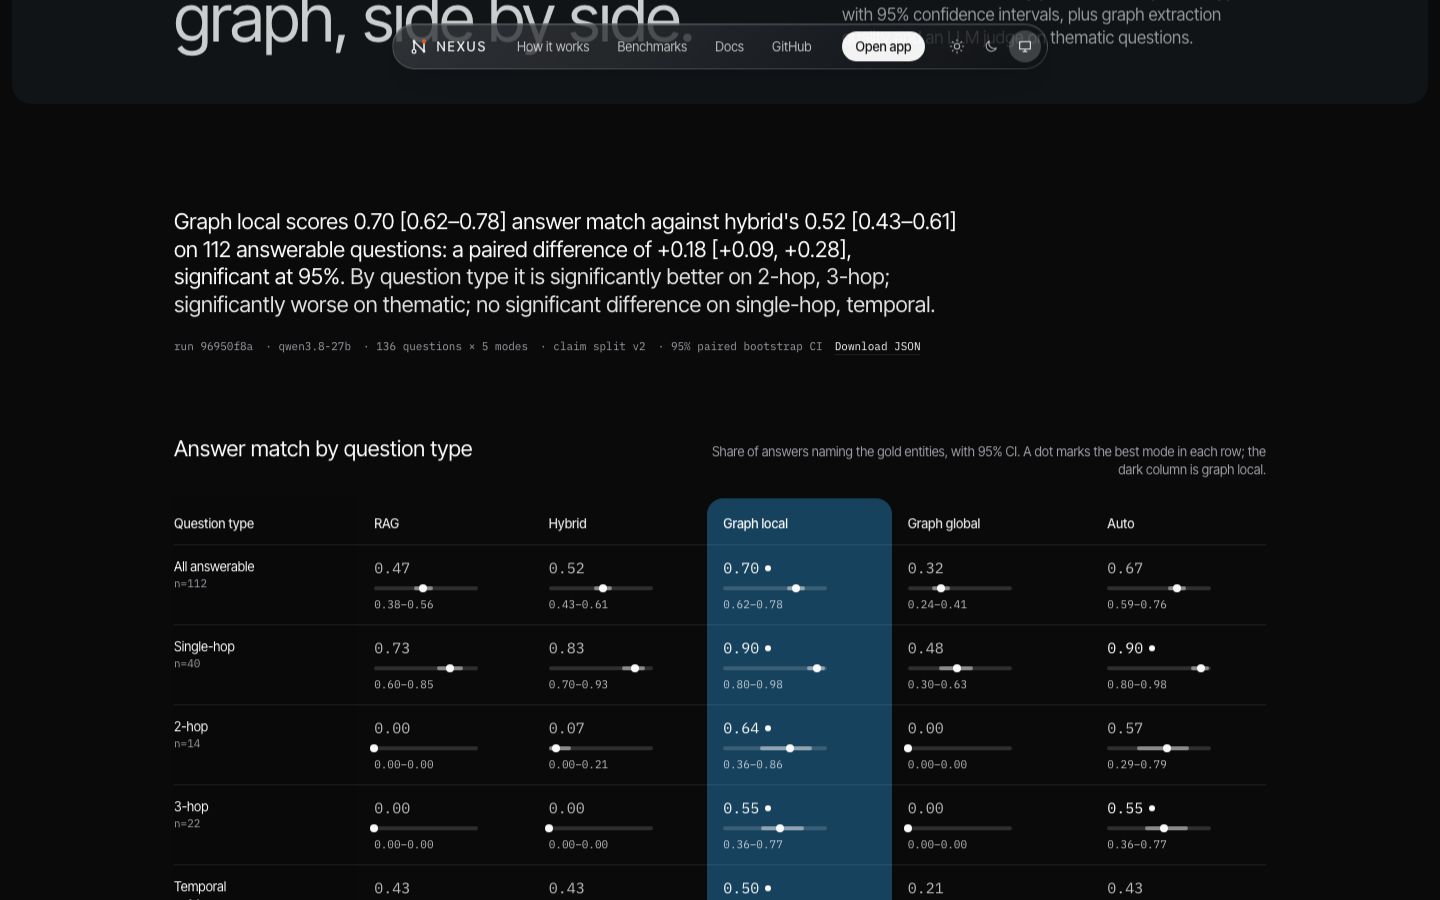 graph, side by side.
with 95% confidence intervals, plus graph extraction
an LLM judge on thematic questions.
NEXUS
How it works
Benchmarks
Docs
GitHub
Open app
Graph local scores 0.70 [0.62–0.78] answer match against hybrid's 0.52 [0.43–0.61]
on 112 answerable questions: a paired difference of +0.18 [+0.09, +0.28],
significant at 95%. By question type it is significantly better on 2-hop, 3-hop;
significantly worse on thematic; no significant difference on single-hop, temporal.
run 96950f8a · qwen3.8-27b · 136 questions × 5 modes · claim split v2 · 95% paired bootstrap CI Download JSON
Answer match by question type
Share of answers naming the gold entities, with 95% CI. A dot marks the best mode in each row; the
dark column is graph local.
Question type RAG Hybrid Graph local Graph global Auto
All answerable 0.47 0.52 0.70 0.32 0.67
n=112
0.38–0.56 0.43–0.61 0.62–0.78 0.24–0.41 0.59–0.76
Single-hop 0.73 0.83 0.90 0.48 0.90
n=40
0.60–0.85 0.70–0.93 0.80–0.98 0.30–0.63 0.80–0.98
2-hop 0.00 0.07 0.64 0.00 0.57
n=14
0.00–0.00 0.00–0.21 0.36–0.86 0.00–0.00 0.29–0.79
3-hop 0.00 0.00 0.55 0.00 0.55
n=22
0.00–0.00 0.00–0.00 0.36–0.77 0.00–0.00 0.36–0.77
Temporal 0.43 0.43 0.50 0.21 0.43